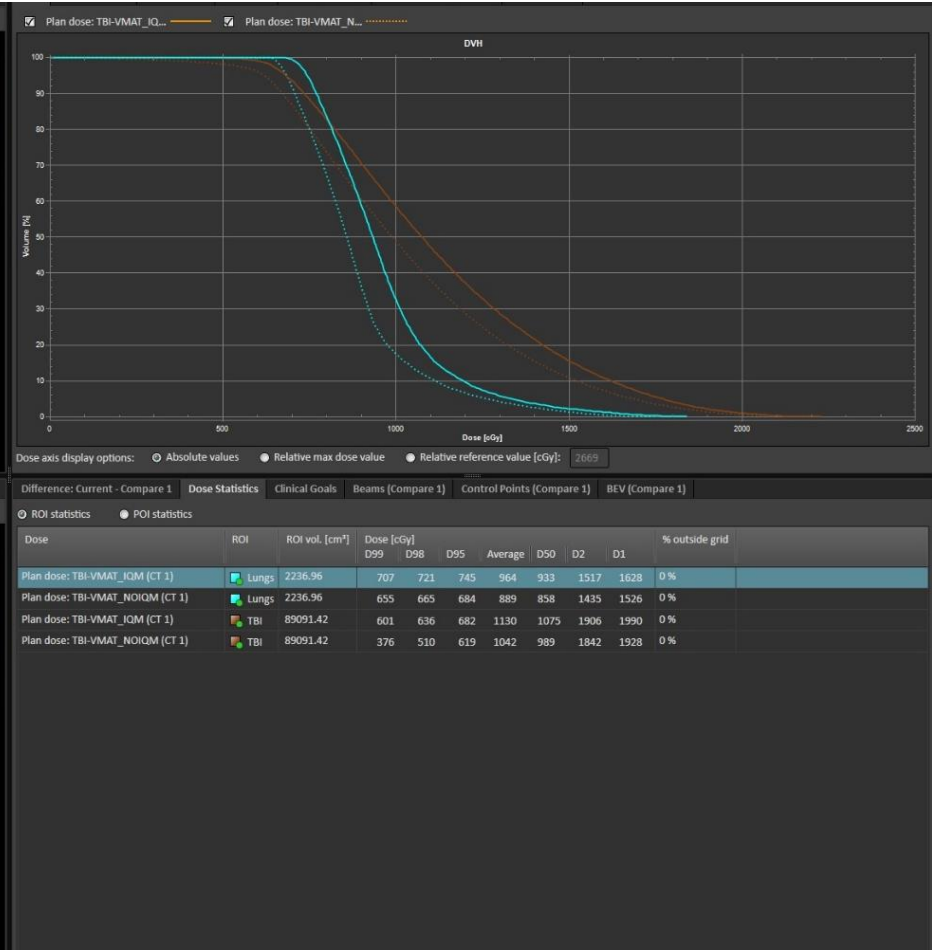 Plan dose: TBI-VMAT_IQ... Plan dose: TBI-VMAT_N...
DVH
100
90
80
70
60
50
40
30
20
10
0
Volume [%]
0 500 1000 1500 2000 2500
Dose [cGy]
Dose axis display options: Absolute values Relative max dose value Relative reference value [cGy]: 2669
Difference: Current - Compare 1 Dose Statistics Clinical Goals Beams (Compare 1) Control Points (Compare 1) BEV (Compare 1)
ROI statistics POI statistics
Dose ROI ROI vol. [cm³] Dose [cGy] % outside grid
D99 D98 D95 Average D50 D2 D1
Plan dose: TBI-VMAT_IQM (CT 1) Lungs 2236.96 707 721 745 964 933 1517 1628 0 %
Plan dose: TBI-VMAT_NOIQM (CT 1) Lungs 2236.96 655 665 684 889 858 1435 1526 0 %
Plan dose: TBI-VMAT_IQM (CT 1) TBI 89091.42 601 636 682 1130 1075 1906 1990 0 %
Plan dose: TBI-VMAT_NOIQM (CT 1) TBI 89091.42 376 510 619 1042 989 1842 1928 0 %